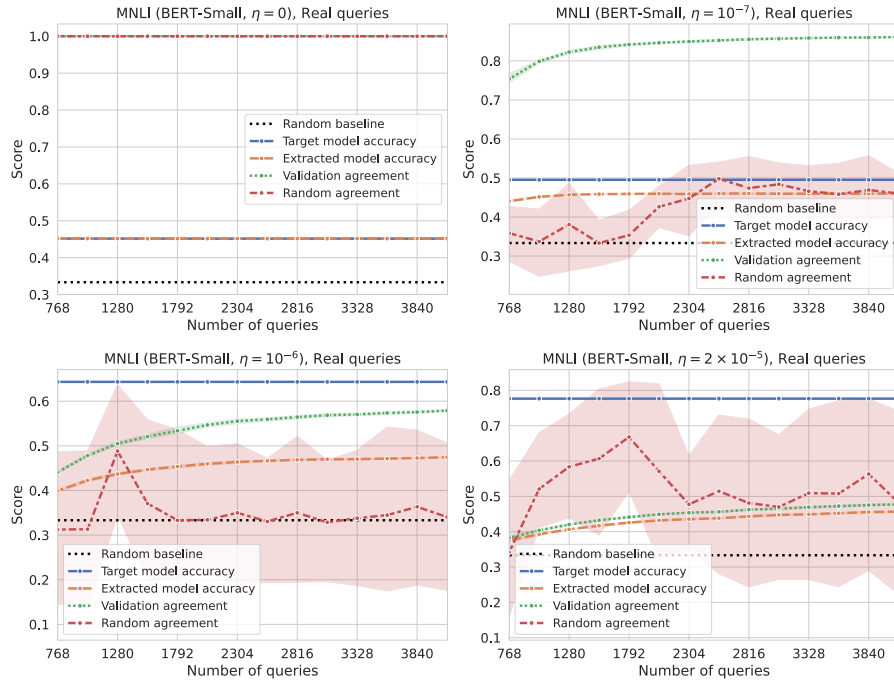 MNLI (BERT-Small, η = 0), Real queries
1.0
0.9
0.8
0.7
0.6
0.5
0.4
0.3
Score
Random baseline
Target model accuracy
Extracted model accuracy
Validation agreement
Random agreement
768 1280 1792 2304 2816 3328 3840
Number of queries
MNLI (BERT-Small, η = 10⁻⁷), Real queries
0.8
0.7
0.6
0.5
0.4
0.3
Score
Random baseline
Target model accuracy
Extracted model accuracy
Validation agreement
Random agreement
768 1280 1792 2304 2816 3328 3840
Number of queries
MNLI (BERT-Small, η = 10⁻⁶), Real queries
0.6
0.5
0.4
0.3
0.2
0.1
Score
Random baseline
Target model accuracy
Extracted model accuracy
Validation agreement
Random agreement
768 1280 1792 2304 2816 3328 3840
Number of queries
MNLI (BERT-Small, η = 2 × 10⁻⁵), Real queries
0.8
0.7
0.6
0.5
0.4
0.3
0.2
0.1
Score
Random baseline
Target model accuracy
Extracted model accuracy
Validation agreement
Random agreement
768 1280 1792 2304 2816 3328 3840
Number of queries